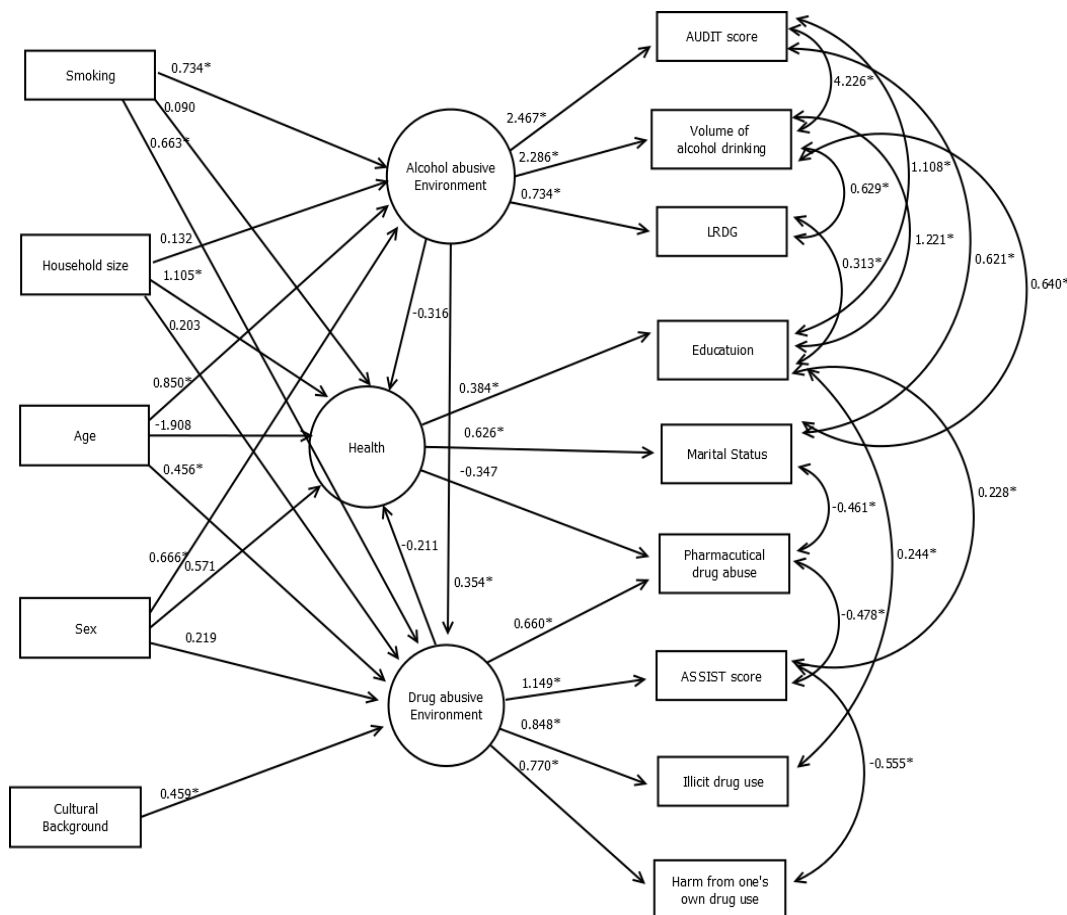 AUDIT score
Smoking
0.734*
4.226*
0.090
2.467*
Volume of
alcohol drinking
0.663*
2.286*
Alcohol abusive
Environment
1.108*
0.629*
0.734*
LRDG
0.132
1.221*
Household size
0.621*
0.313*
1.105*
0.640*
-0.316
0.203
Educatuion
0.850*
0.384*
-1.908
Age
0.626*
Health
Marital Status
0.456*
-0.347
0.228*
-0.461*
-0.211
0.244*
0.666*
0.571
Pharmacutical
drug abuse
0.354*
-0.478*
0.660*
Sex
0.219
ASSIST score
1.149*
Drug abusive
Environment
0.848*
0.770*
-0.555*
Illicit drug use
0.459*
Cultural
Background
Harm from one's
own drug use